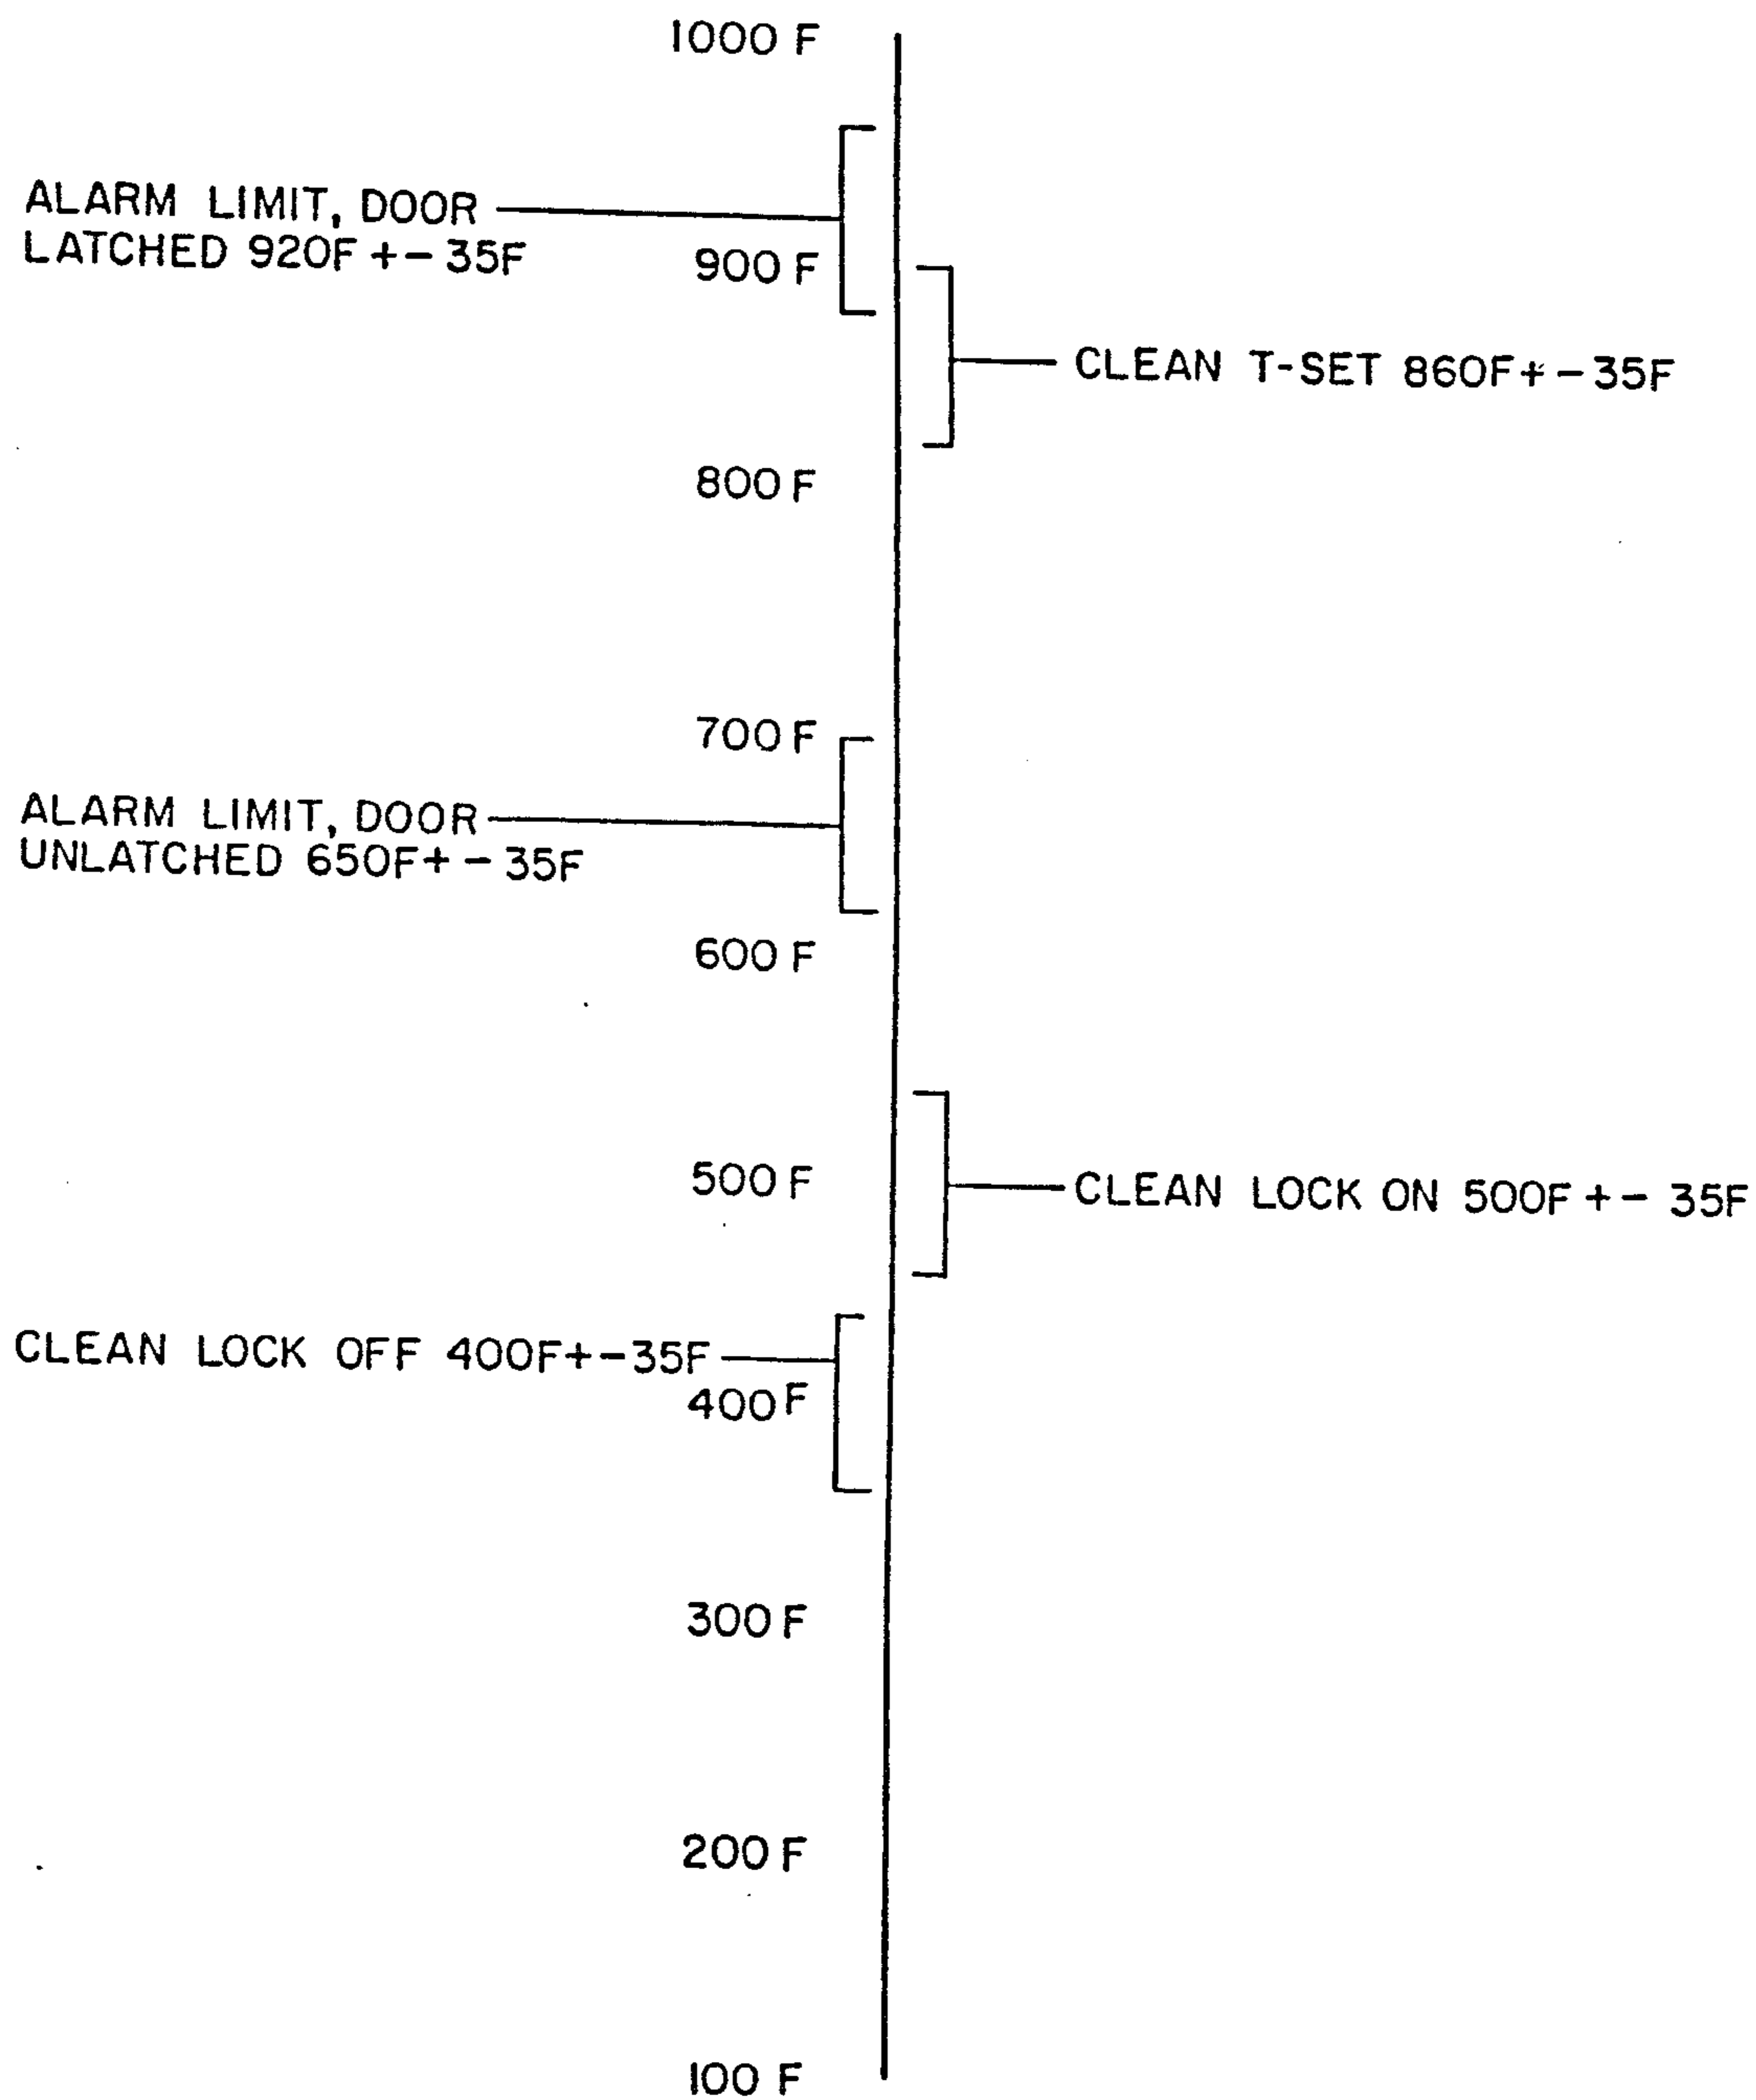 1000 F
ALARM LIMIT, DOOR
LATCHED 920F +- 35F
900 F
CLEAN T-SET 860F+-35F
800 F
700 F
ALARM LIMIT, DOOR
UNLATCHED 650F+-35F
600 F
500 F
CLEAN LOCK ON 500F +- 35F
CLEAN LOCK OFF 400F+-35F
400 F
300 F
200 F
100 F